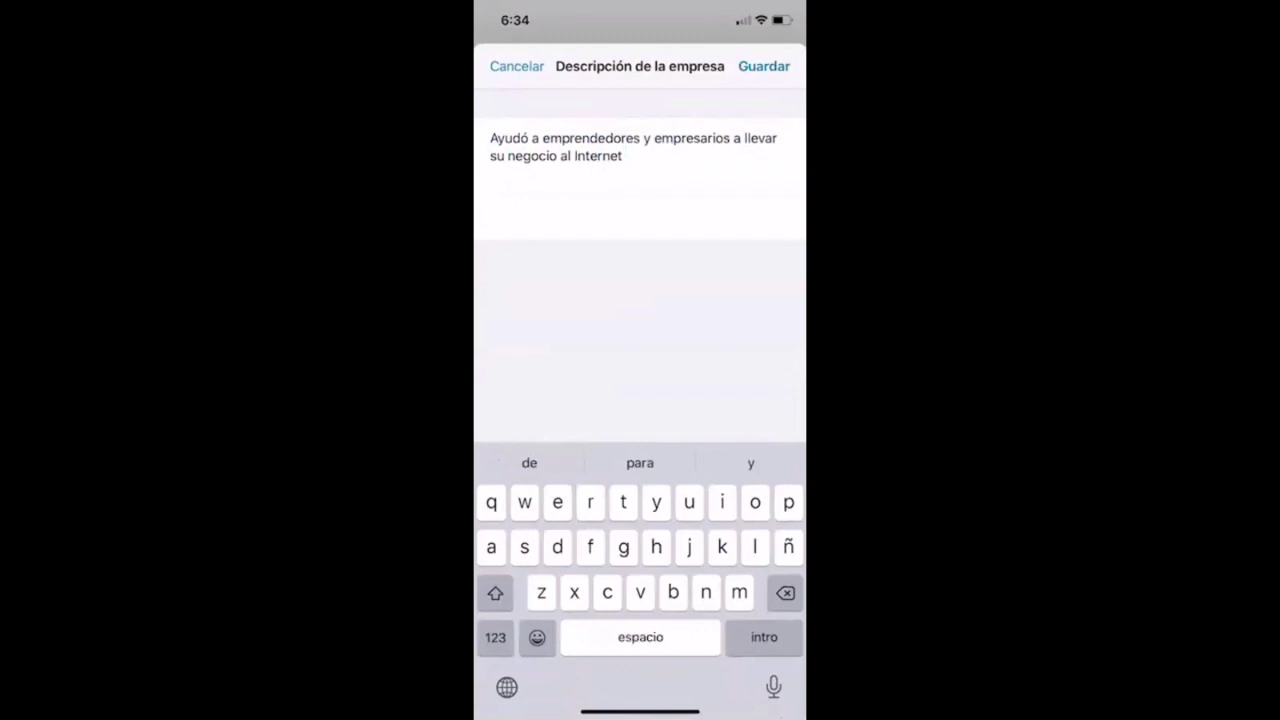 6:34
Cancelar Descripción de la empresa Guardar
Ayudó a emprendedores y empresarios a llevar
su negocio al Internet
de para y
q w e r t y u i o p
a s d f g h j k l ñ
z x c v b n m
123 espacio intro